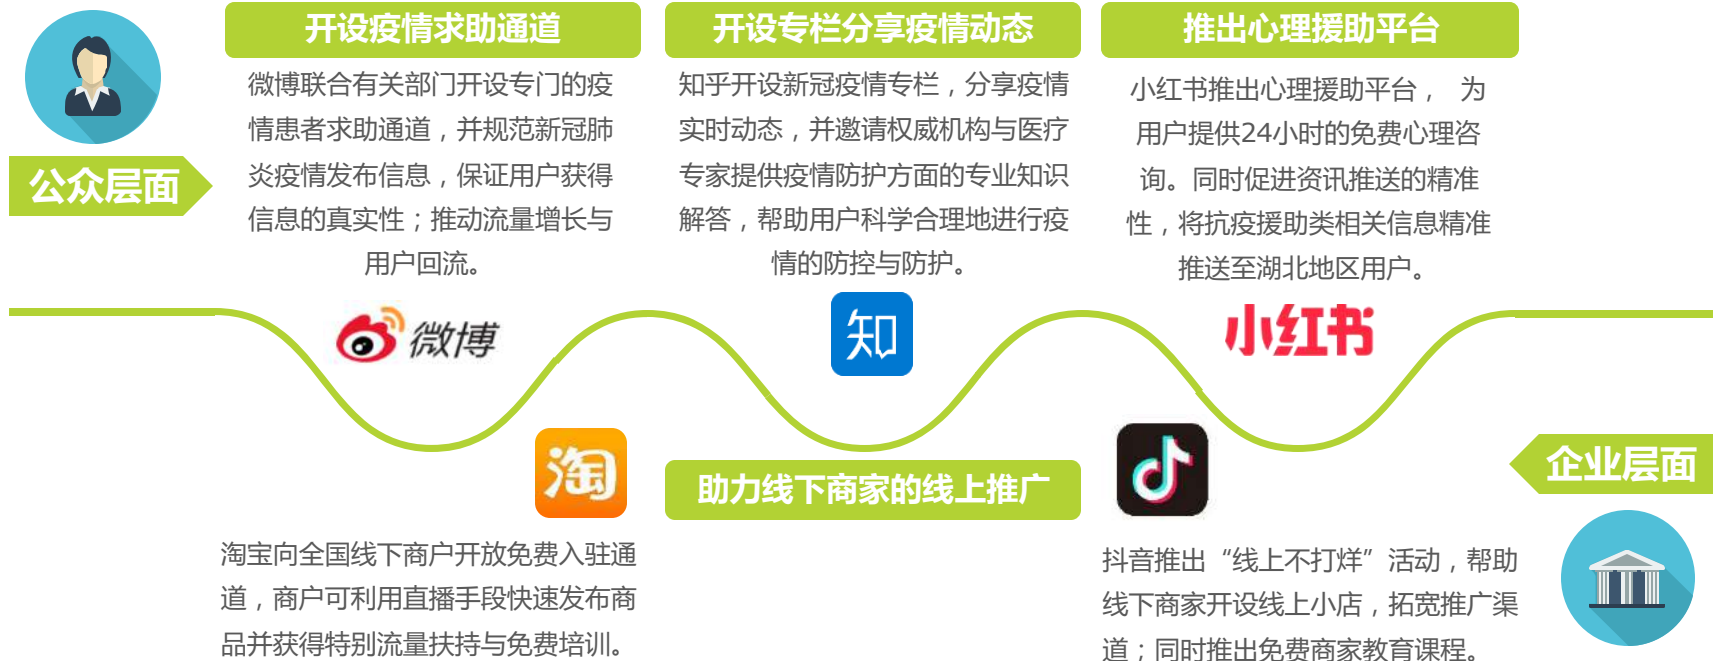 公众层面
开设疫情求助通道
微博联合有关部门开设专门的疫
情患者求助通道，并规范新冠肺
炎疫情发布信息，保证用户获得
信息的真实性；推动流量增长与
用户回流。
微博
开设专栏分享疫情动态
知乎开设新冠疫情专栏，分享疫情
实时动态，并邀请权威机构与医疗
专家提供疫情防护方面的专业知识
解答，帮助用户科学合理地进行疫
情的防控与防护。
知
推出心理援助平台
小红书推出心理援助平台， 为
用户提供24小时的免费心理咨
询。同时促进资讯推送的精准
性，将抗疫援助类相关信息精准
推送至湖北地区用户。
小红书
企业层面
助力线下商家的线上推广
淘
淘宝向全国线下商户开放免费入驻通
道，商户可利用直播手段快速发布商
品并获得特别流量扶持与免费培训。
抖音推出“线上不打烊”活动，帮助
线下商家开设线上小店，拓宽推广渠
道；同时推出免费商家教育课程。